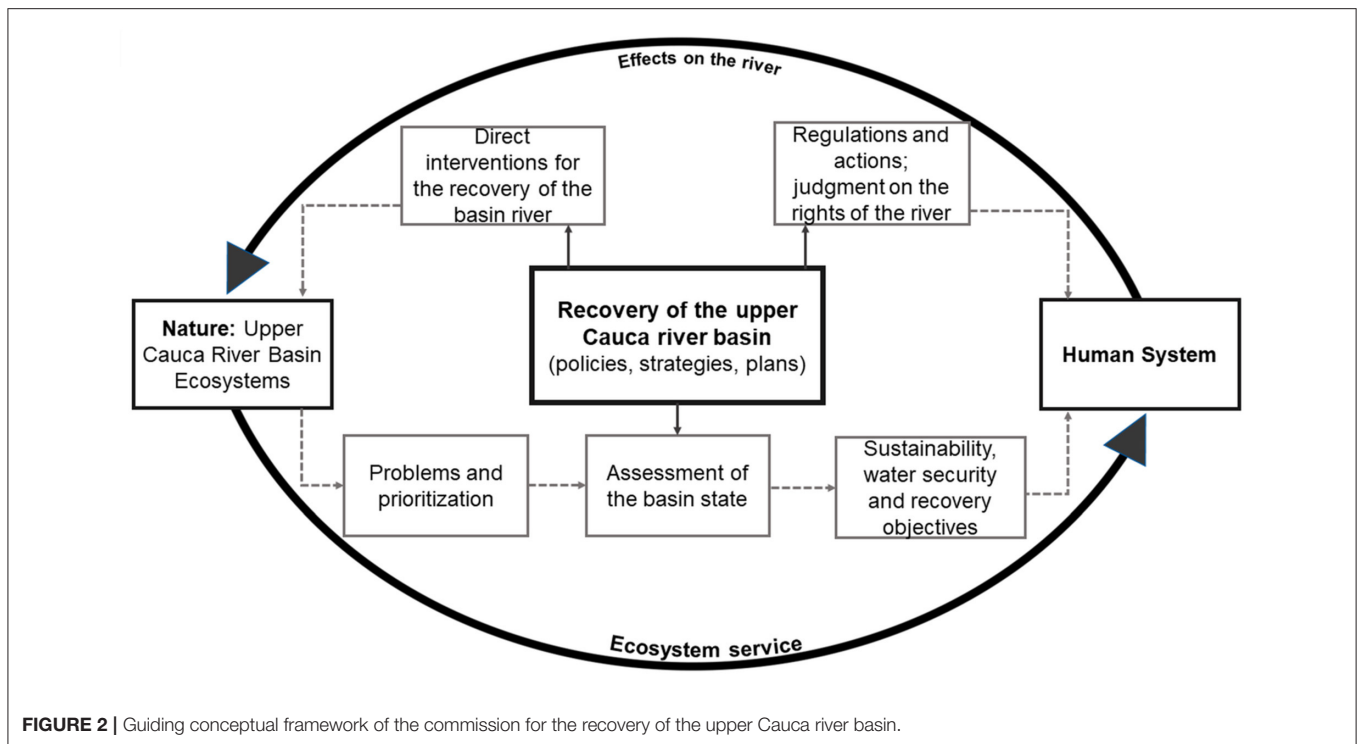 Effects on the river
Direct
interventions for
the recovery of the
basin river
Regulations and
actions;
judgment on the
rights of the river
Nature: Upper
Cauca River Basin
Ecosystems
Recovery of the upper
Cauca river basin
(policies, strategies, plans)
Human System
Problems and
prioritization
Assessment of
the basin state
Sustainability,
water security
and recovery
objectives
Ecosystem service
FIGURE 2 | Guiding conceptual framework of the commission for the recovery of the upper Cauca river basin.